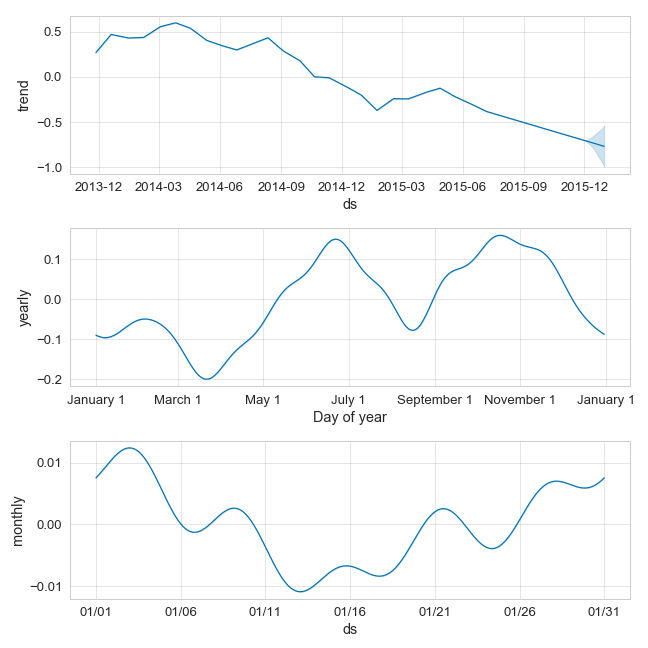 0.5
0.0
−0.5
−1.0
trend
2013-12 2014-03 2014-06 2014-09 2014-12 2015-03 2015-06 2015-09 2015-12
ds
0.1
0.0
−0.1
−0.2
yearly
January 1 March 1 May 1 July 1 September 1 November 1 January 1
Day of year
0.01
0.00
−0.01
monthly
01/01 01/06 01/11 01/16 01/21 01/26 01/31
ds